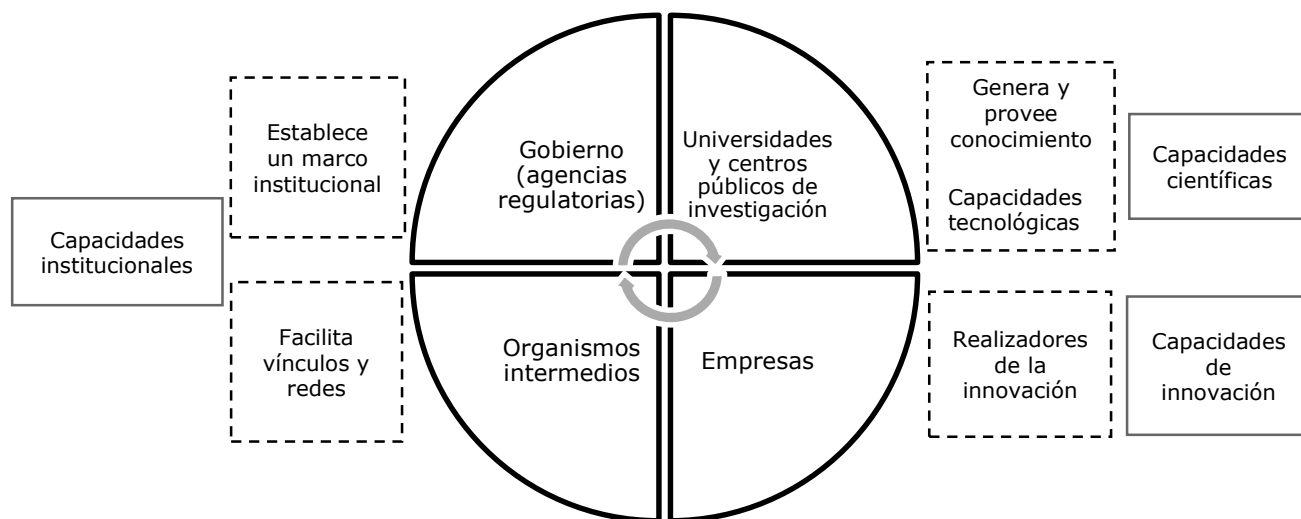 Capacidades
institucionales
Establece
un marco
institucional
Facilita
vínculos y
redes
Gobierno
(agencias
regulatorias)
Universidades
y centros
públicos de
investigación
Organismos
intermedios
Empresas
Genera y
provee
conocimiento
Capacidades
tecnológicas
Realizadores
de la
innovación
Capacidades
científicas
Capacidades
de
innovación